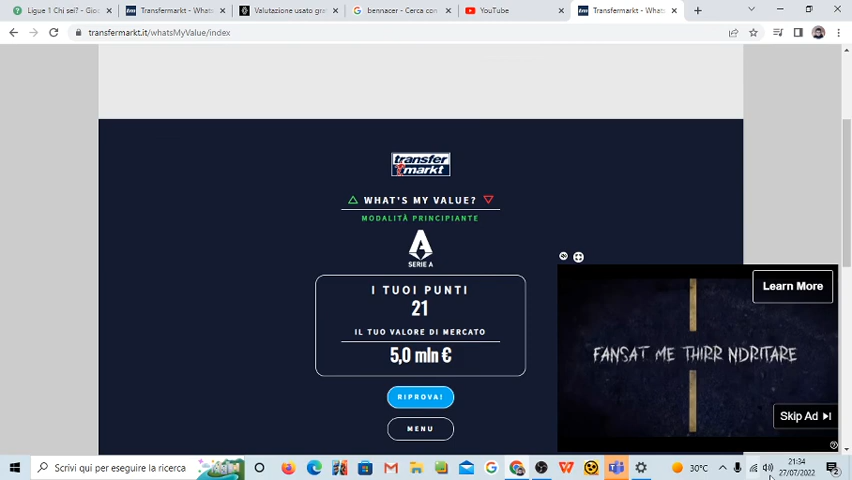 Ligue 1 Chi sei? - Gioc
Transfermarkt - What
Valutazione usato gra
bennacer - Cerca con
YouTube
Transfermarkt - What
transfermarkt.it/whatsMyValue/index
transfer markt
WHAT'S MY VALUE?
MODALITÀ PRINCIPIANTE
SERIE A
I TUOI PUNTI
21
IL TUO VALORE DI MERCATO
5,0 mln €
RIPROVA!
MENU
Learn More
FANSAT ME THIRR NDRITARE
Skip Ad
Scrivi qui per eseguire la ricerca
30°C
21:34
27/07/2022
2